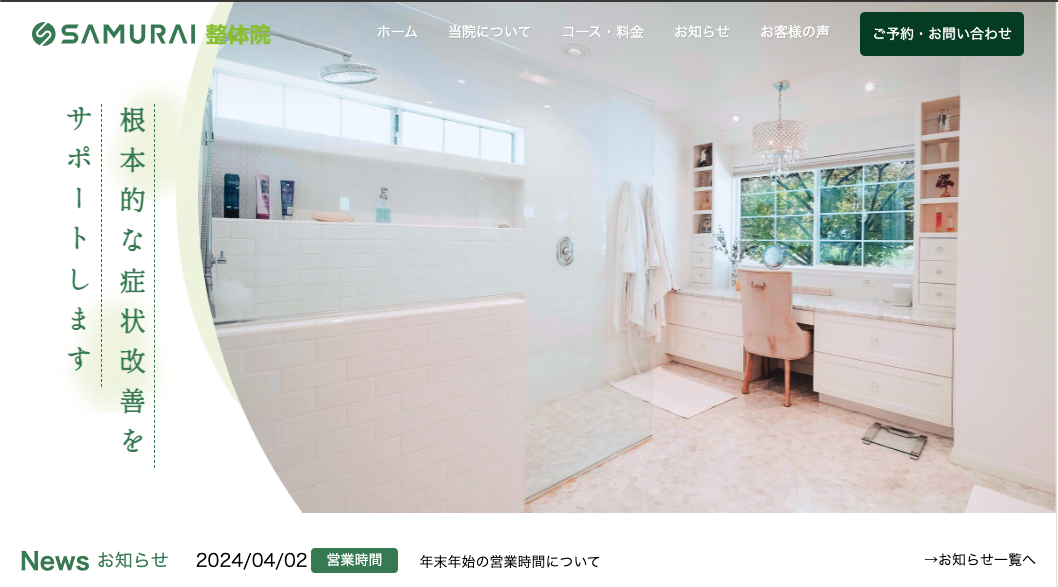 SAMURAI 整体院
ホーム 当院について コース・料金 お知らせ お客様の声 ご予約・お問い合わせ
根本的な症状改善を
サポートします
News お知らせ 2024/04/02 営業時間 年末年始の営業時間について →お知らせ一覧へ